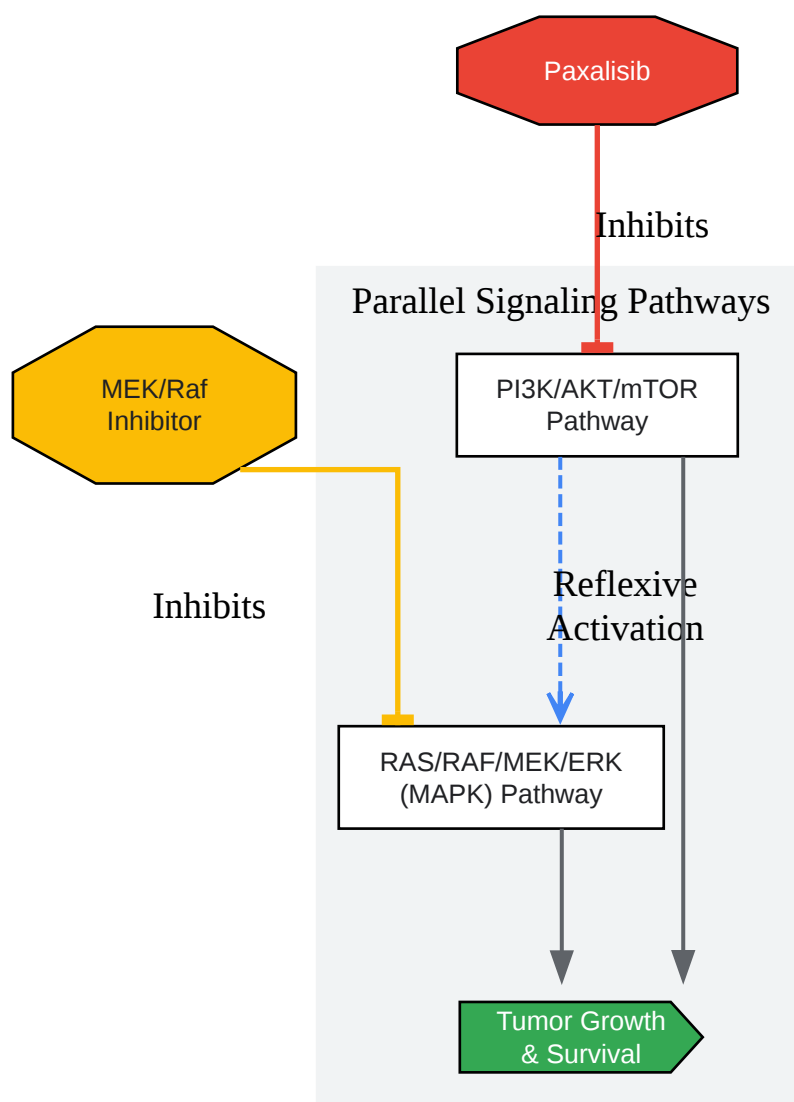 Paxalisib
Inhibits
Parallel Signaling Pathways
MEK/Raf
Inhibitor
PI3K/AKT/mTOR
Pathway
Reflexive
Activation
Inhibits
RAS/RAF/MEK/ERK
(MAPK) Pathway
Tumor Growth
& Survival